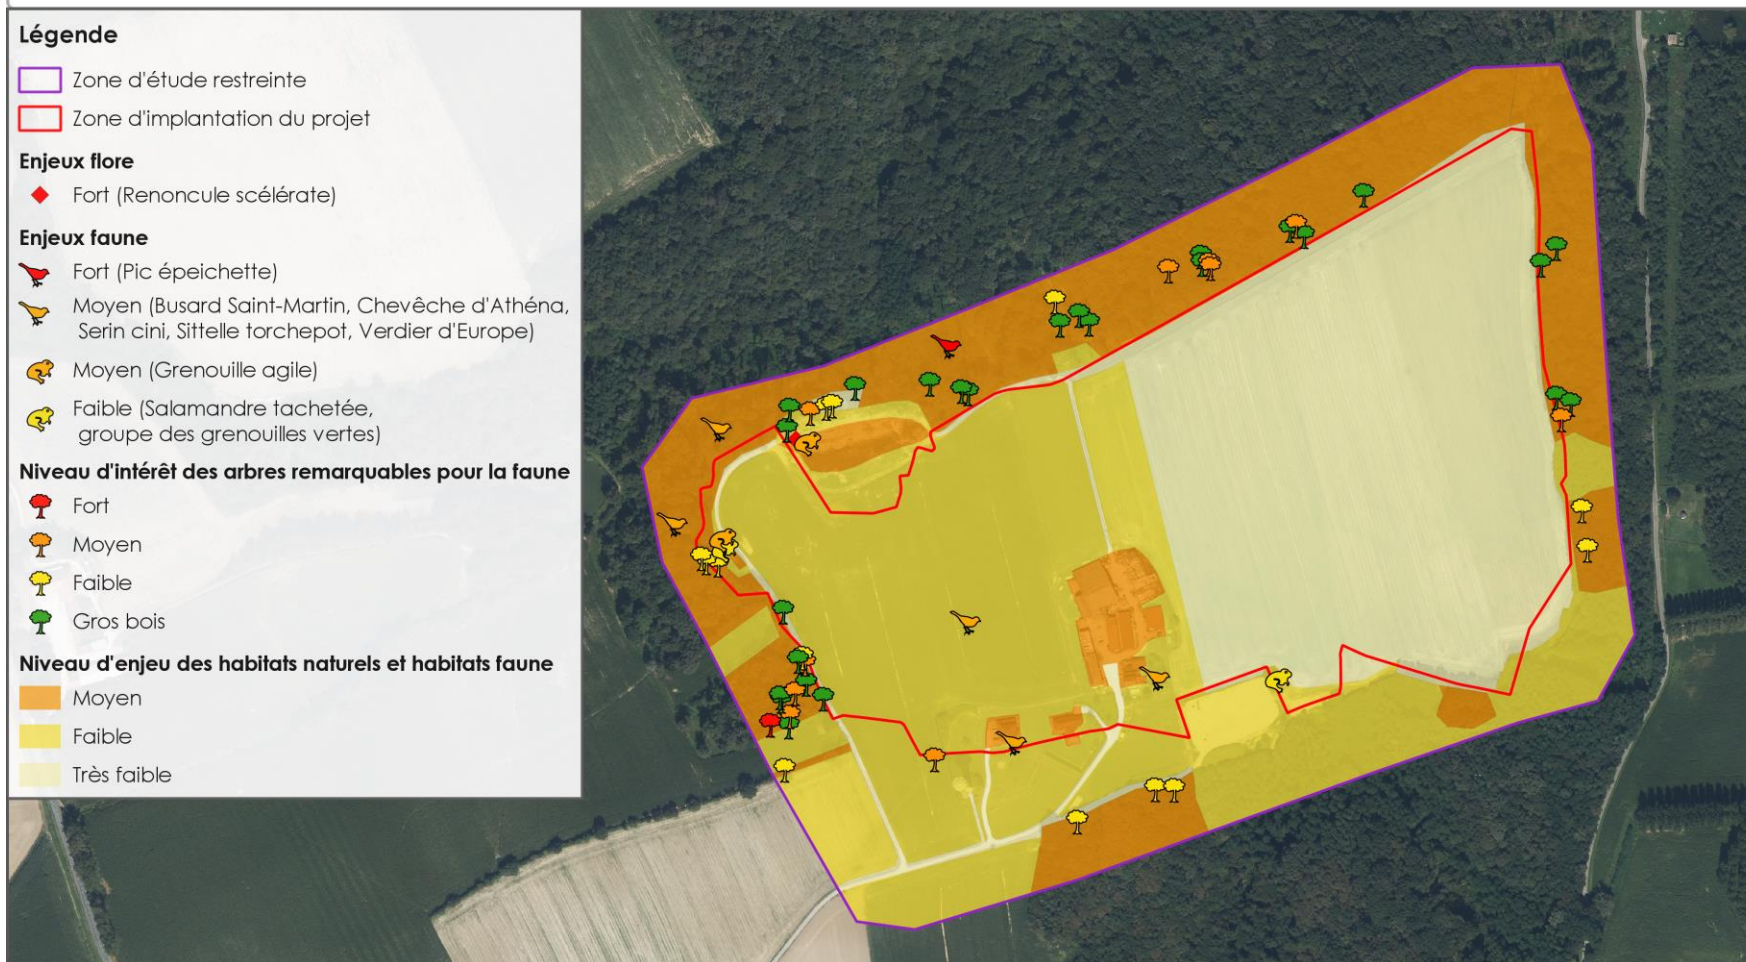 Légende
Zone d'étude restreinte
Zone d'implantation du projet
Enjeux flore
Fort (Renoncule scélérate)
Enjeux faune
Fort (Pic épeichette)
Moyen (Busard Saint-Martin, Chevêche d'Athéna,
Serin cini, Sittelle torchepot, Verdier d'Europe)
Moyen (Grenouille agile)
Faible (Salamandre tachetée,
groupe des grenouilles vertes)
Niveau d'intérêt des arbres remarquables pour la faune
Fort
Moyen
Faible
Gros bois
Niveau d'enjeu des habitats naturels et habitats faune
Moyen
Faible
Très faible